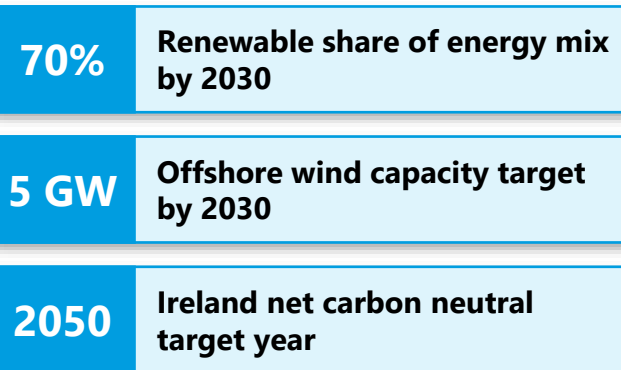 70%
Renewable share of energy mix
by 2030
5 GW
Offshore wind capacity target
by 2030
2050
Ireland net carbon neutral
target year